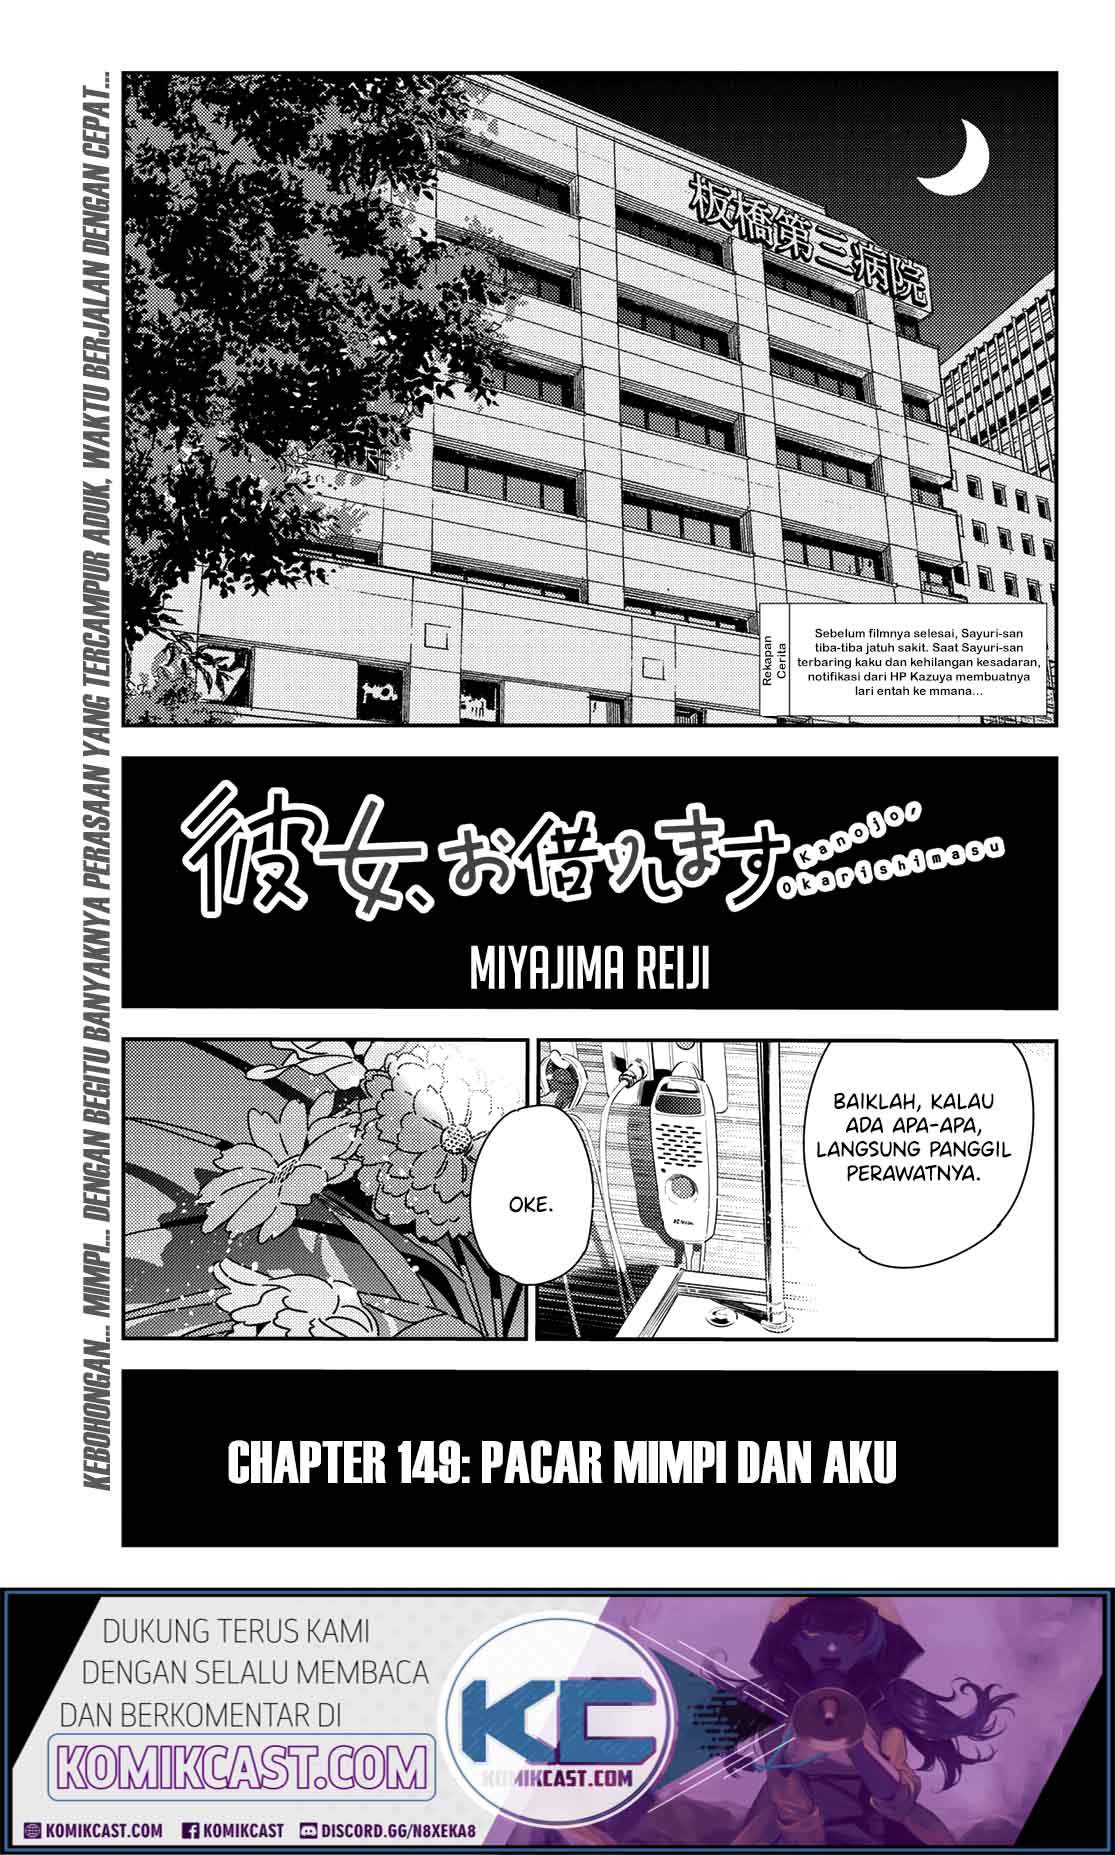 KEBOHONGAN... MIMPI... DENGAN BEGITU BANYAKNYA PERASAAN YANG TERCAMPUR ADUK, WAKTU BERJALAN DENGAN CEPAT...
板橋第三病院
Rekapan
Cerita
Sebelum filmnya selesai, Sayuri-san
tiba-tiba jatuh sakit. Saat Sayuri-san
terbaring kaku dan kehilangan kesadaran,
notifikasi dari HP Kazuya membuatnya
lari entah ke mmana...
彼女、お借りします
Kanojo,
Okarishimasu
MIYAJIMA REIJI
BAIKLAH, KALAU
ADA APA-APA,
LANGSUNG PANGGIL
PERAWATNYA.
OKE.
CHAPTER 149: PACAR MIMPI DAN AKU
DUKUNG TERUS KAMI
DENGAN SELALU MEMBACA
DAN BERKOMENTAR DI
KOMIKCAST.COM
KC
KOMIKCAST.COM
KOMIKCAST.COM
KOMIKCAST
DISCORD.GG/N8XEKA8